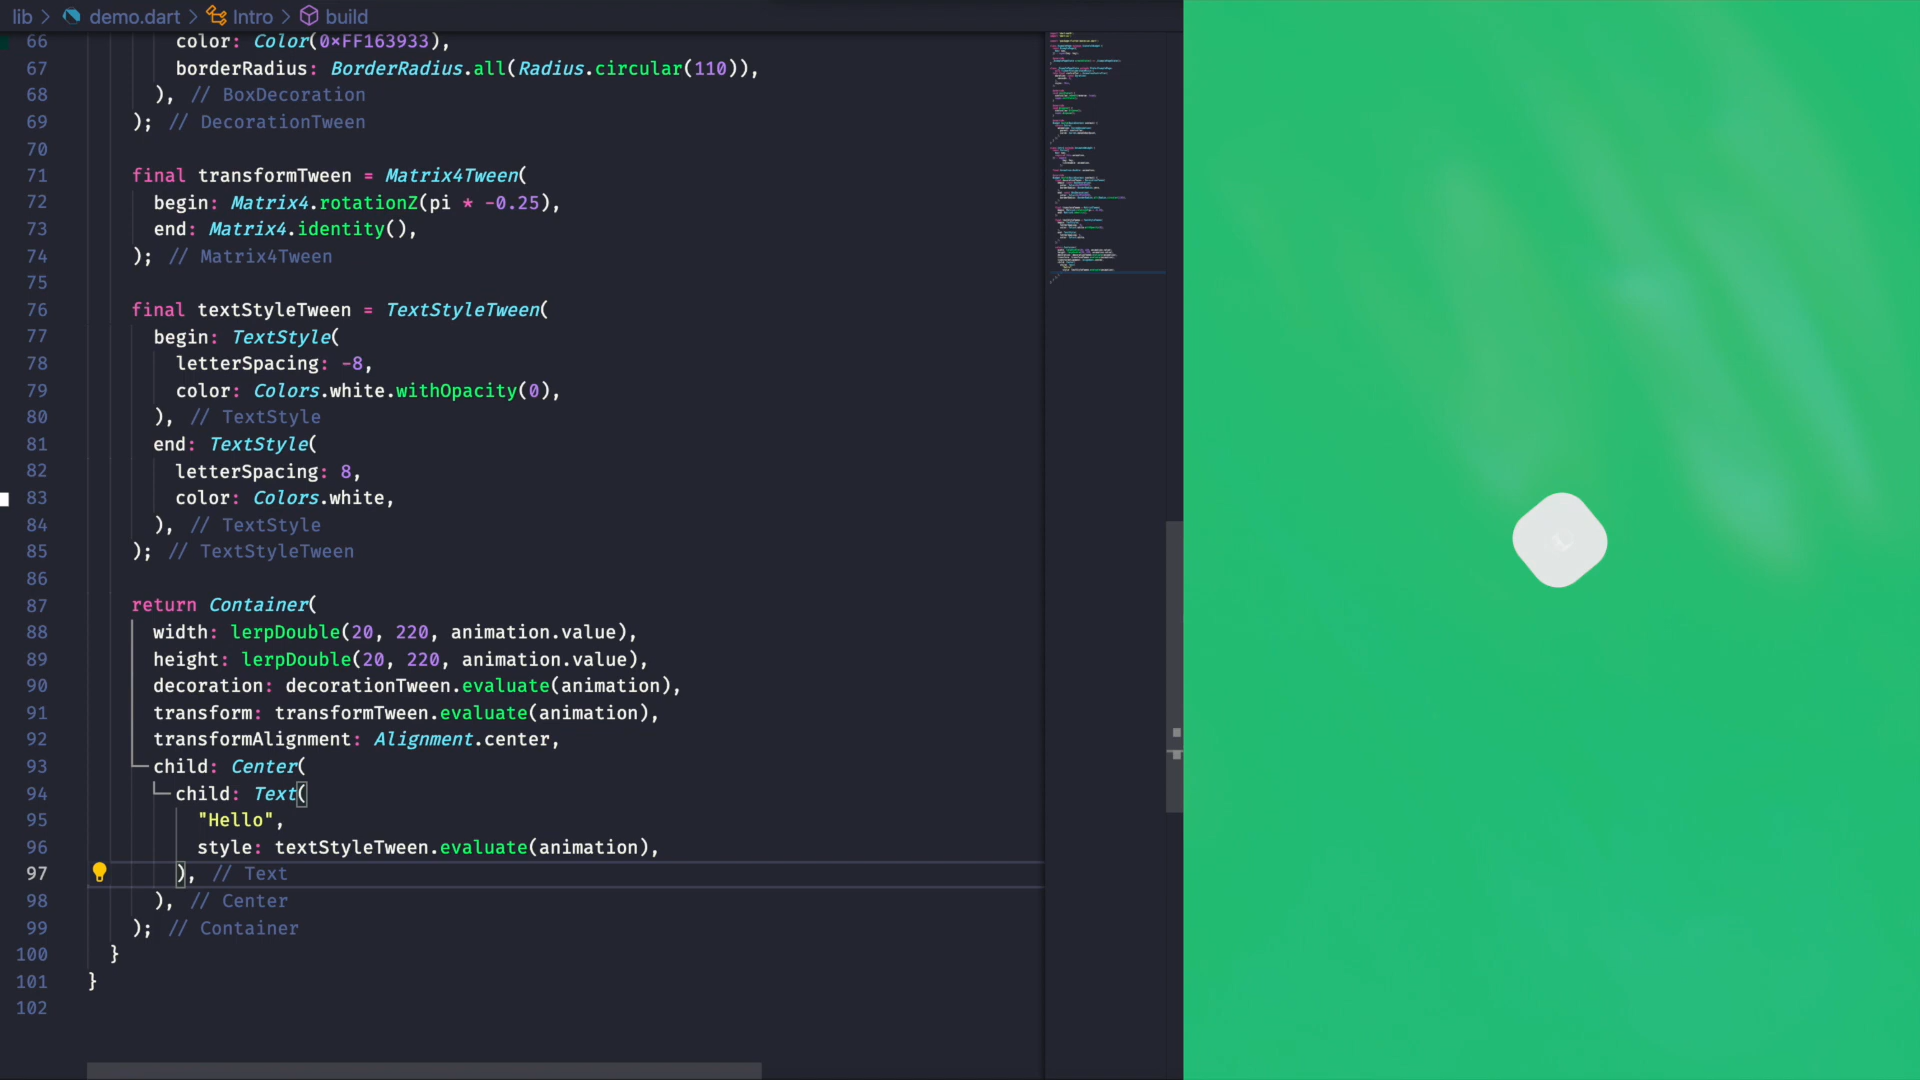 lib > demo.dart > Intro > build
66 color: Color(0xFF163933),
67 borderRadius: BorderRadius.all(Radius.circular(110)),
68 ), // BoxDecoration
69 ); // DecorationTween
70
71 final transformTween = Matrix4Tween(
72 begin: Matrix4.rotationZ(pi * -0.25),
73 end: Matrix4.identity(),
74 ); // Matrix4Tween
75
76 final textStyleTween = TextStyleTween(
77 begin: TextStyle(
78 letterSpacing: -8,
79 color: Colors.white.withOpacity(0),
80 ), // TextStyle
81 end: TextStyle(
82 letterSpacing: 8,
83 color: Colors.white,
84 ), // TextStyle
85 ); // TextStyleTween
86
87 return Container(
88 width: lerpDouble(20, 220, animation.value),
89 height: lerpDouble(20, 220, animation.value),
90 decoration: decorationTween.evaluate(animation),
91 transform: transformTween.evaluate(animation),
92 transformAlignment: Alignment.center,
93 child: Center(
94 child: Text(
95 "Hello",
96 style: textStyleTween.evaluate(animation),
97 ), // Text
98 ), // Center
99 ); // Container
100 }
101 }
102